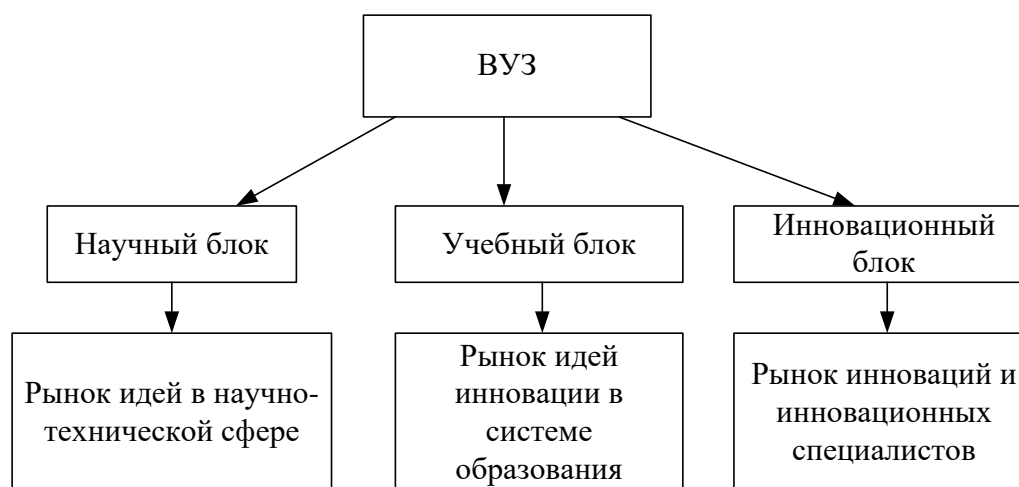 ВУЗ
Научный блок
Учебный блок
Инновационный
блок
Рынок идей в научно-
технической сфере
Рынок идей
инновации в
системе
образования
Рынок инноваций и
инновационных
специалистов